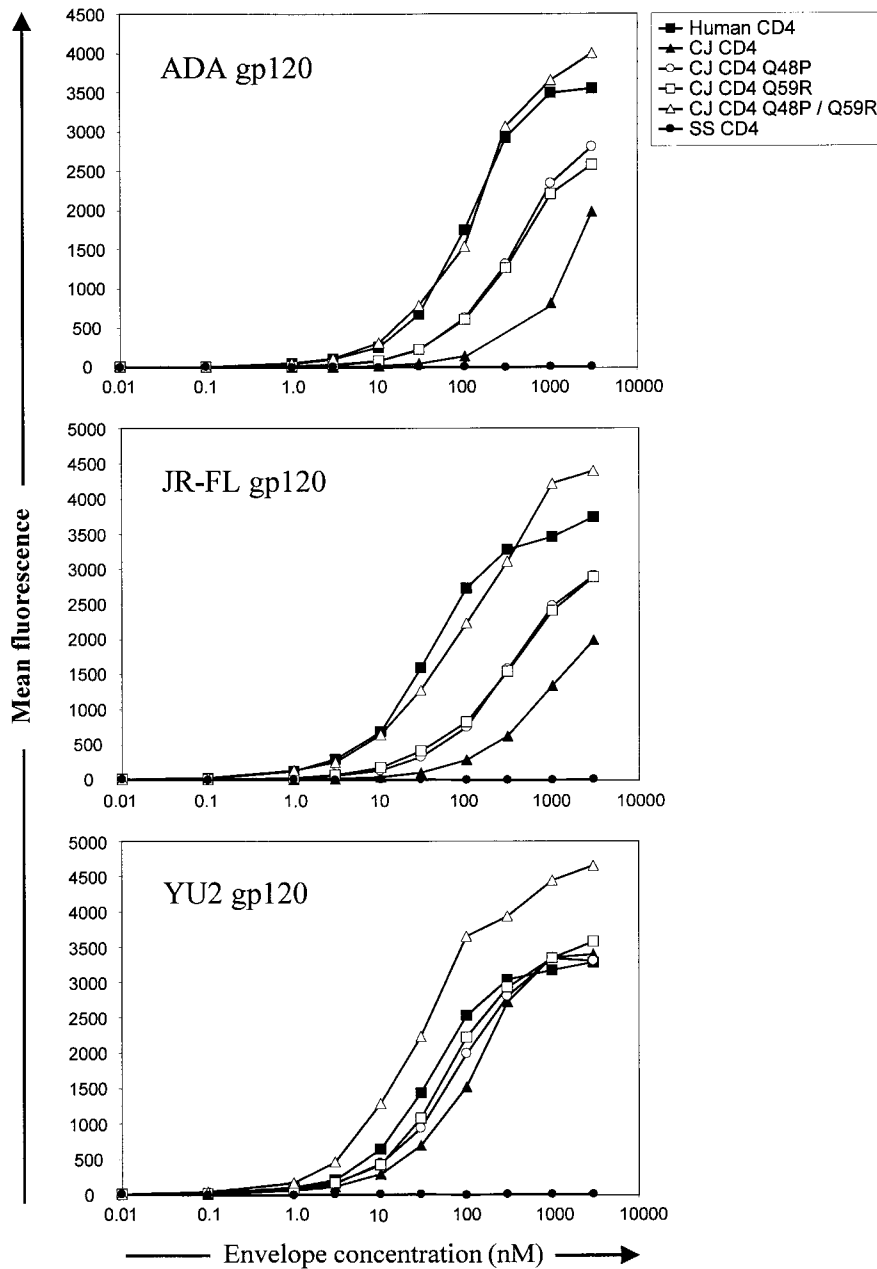 Mean fluorescence
Human CD4
CJ CD4
CJ CD4 Q48P
CJ CD4 Q59R
CJ CD4 Q48P / Q59R
SS CD4
ADA gp120
4500
4000
3500
3000
2500
2000
1500
1000
500
0
0.01 0.1 1.0 10 100 1000 10000
JR-FL gp120
5000
4500
4000
3500
3000
2500
2000
1500
1000
500
0
0.01 0.1 1.0 10 100 1000 10000
YU2 gp120
5000
4500
4000
3500
3000
2500
2000
1500
1000
500
0
0.01 0.1 1.0 10 100 1000 10000
Envelope concentration (nM)